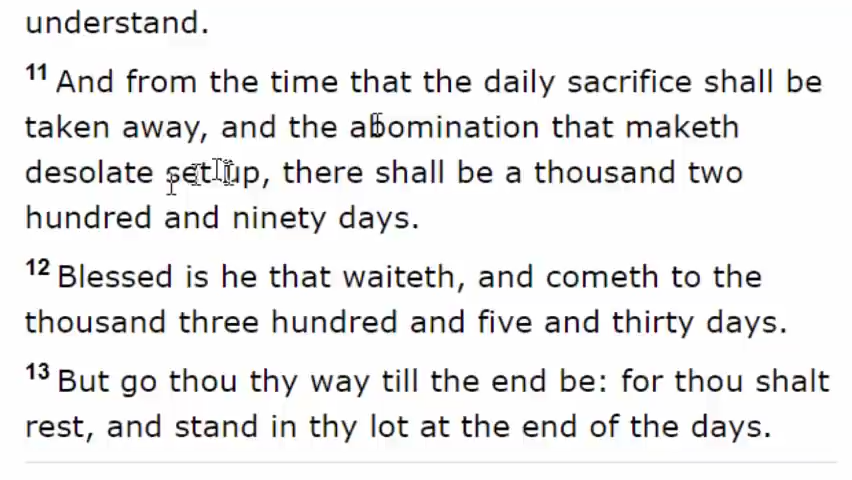 understand.
11 And from the time that the daily sacrifice shall be
taken away, and the abomination that maketh
desolate set up, there shall be a thousand two
hundred and ninety days.
12 Blessed is he that waiteth, and cometh to the
thousand three hundred and five and thirty days.
13 But go thou thy way till the end be: for thou shalt
rest, and stand in thy lot at the end of the days.